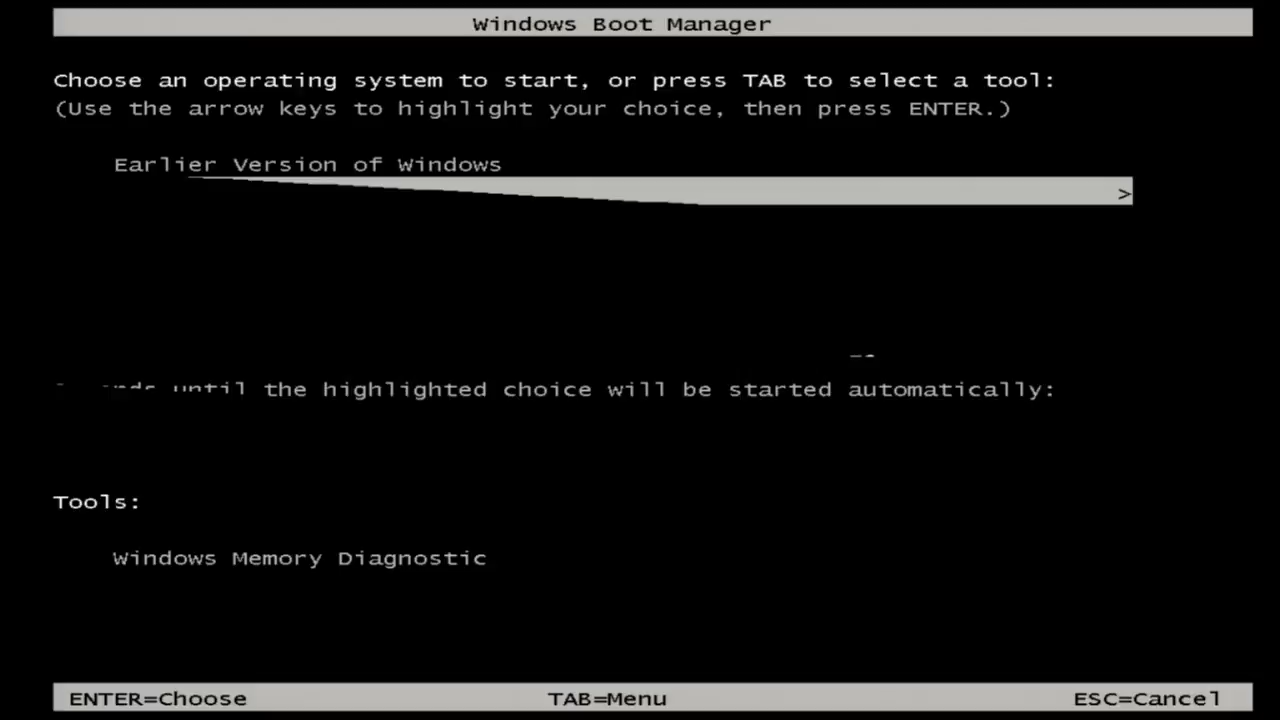 Windows Boot Manager
Choose an operating system to start, or press TAB to select a tool:
(Use the arrow keys to highlight your choice, then press ENTER.)
Earlier Version of Windows
>
until the highlighted choice will be started automatically:
Tools:
Windows Memory Diagnostic
ENTER=Choose TAB=Menu ESC=Cancel